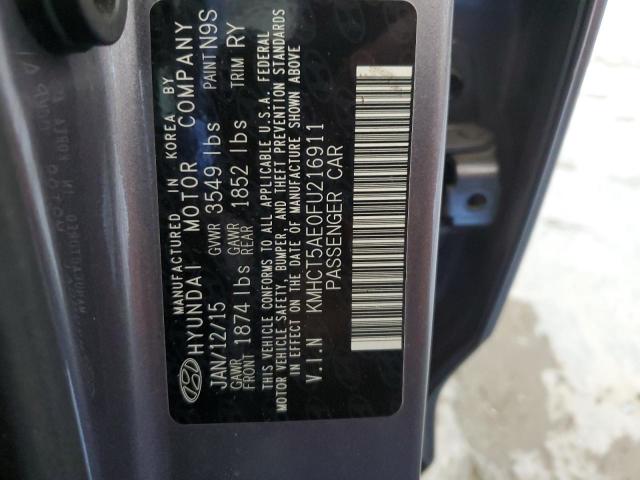 MANUFACTURED IN KOREA BY
HYUNDAI MOTOR COMPANY
JAN/12/15 GVWR 3549 lbs PAINT N9S
GAWR FRONT 1874 lbs GAWR REAR 1852 lbs TRIM RY
THIS VEHICLE CONFORMS TO ALL APPLICABLE U.S.A. FEDERAL
MOTOR VEHICLE SAFETY, BUMPER, AND THEFT PREVENTION STANDARDS
IN EFFECT ON THE DATE OF MANUFACTURE SHOWN ABOVE
V.I.N KMHCT5AE0FU216911
PASSENGER CAR